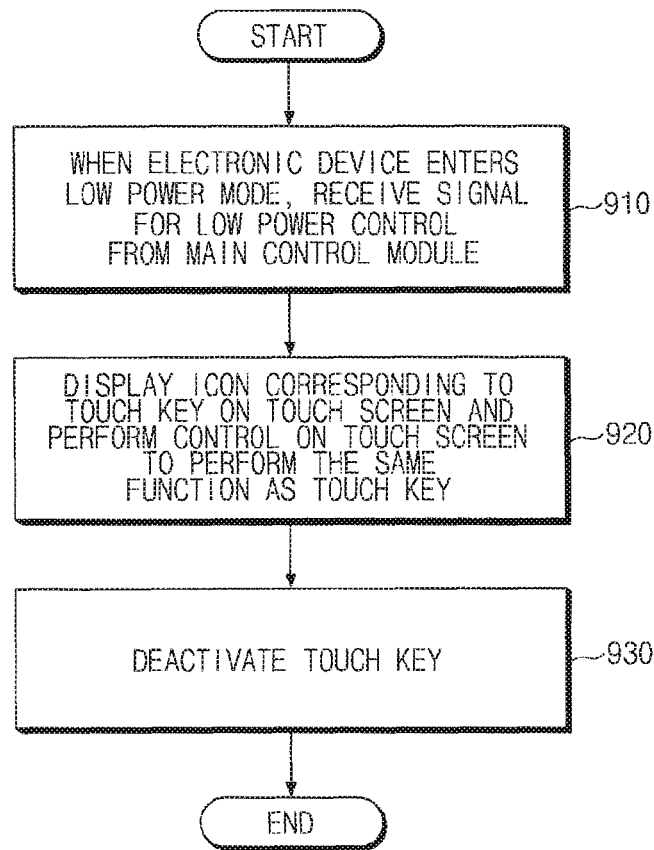 START
WHEN ELECTRONIC DEVICE ENTERS
LOW POWER MODE, RECEIVE SIGNAL
FOR LOW POWER CONTROL
FROM MAIN CONTROL MODULE
910
DISPLAY ICON CORRESPONDING TO
TOUCH KEY ON TOUCH SCREEN AND
PERFORM CONTROL ON TOUCH SCREEN
TO PERFORM THE SAME
FUNCTION AS TOUCH KEY
920
DEACTIVATE TOUCH KEY
930
END